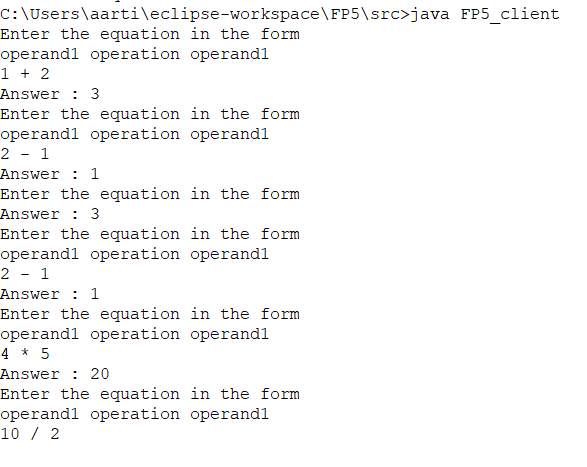 C:\Users\aarti\eclipse-workspace\FP5\src>java FP5_client
Enter the equation in the form
operand1 operation operand1
1 + 2
Answer : 3
Enter the equation in the form
operand1 operation operand1
2 - 1
Answer : 1
Enter the equation in the form
Answer : 3
Enter the equation in the form
operand1 operation operand1
2 - 1
Answer : 1
Enter the equation in the form
operand1 operation operand1
4 * 5
Answer : 20
Enter the equation in the form
operand1 operation operand1
10 / 2